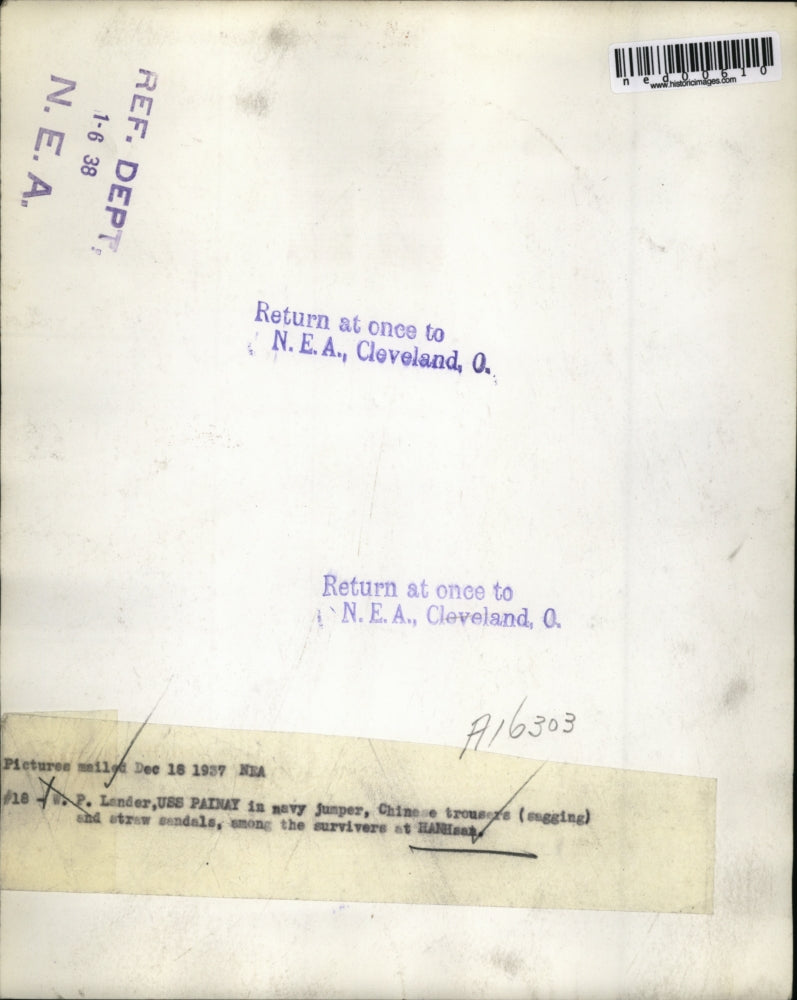 ned00610
www.historicimages.com
REF. DEPT.
1-6 38
N. E. A.
Return at once to
N. E. A., Cleveland, O.
Return at once to
N. E. A., Cleveland, O.
A16303
Pictures mailed Dec 18 1937 NEA
#18 - W. P. Lander,USS PAINAY in navy jumper, Chinese trousers (sagging)
and straw sandals, among the survivers at HANHsan.